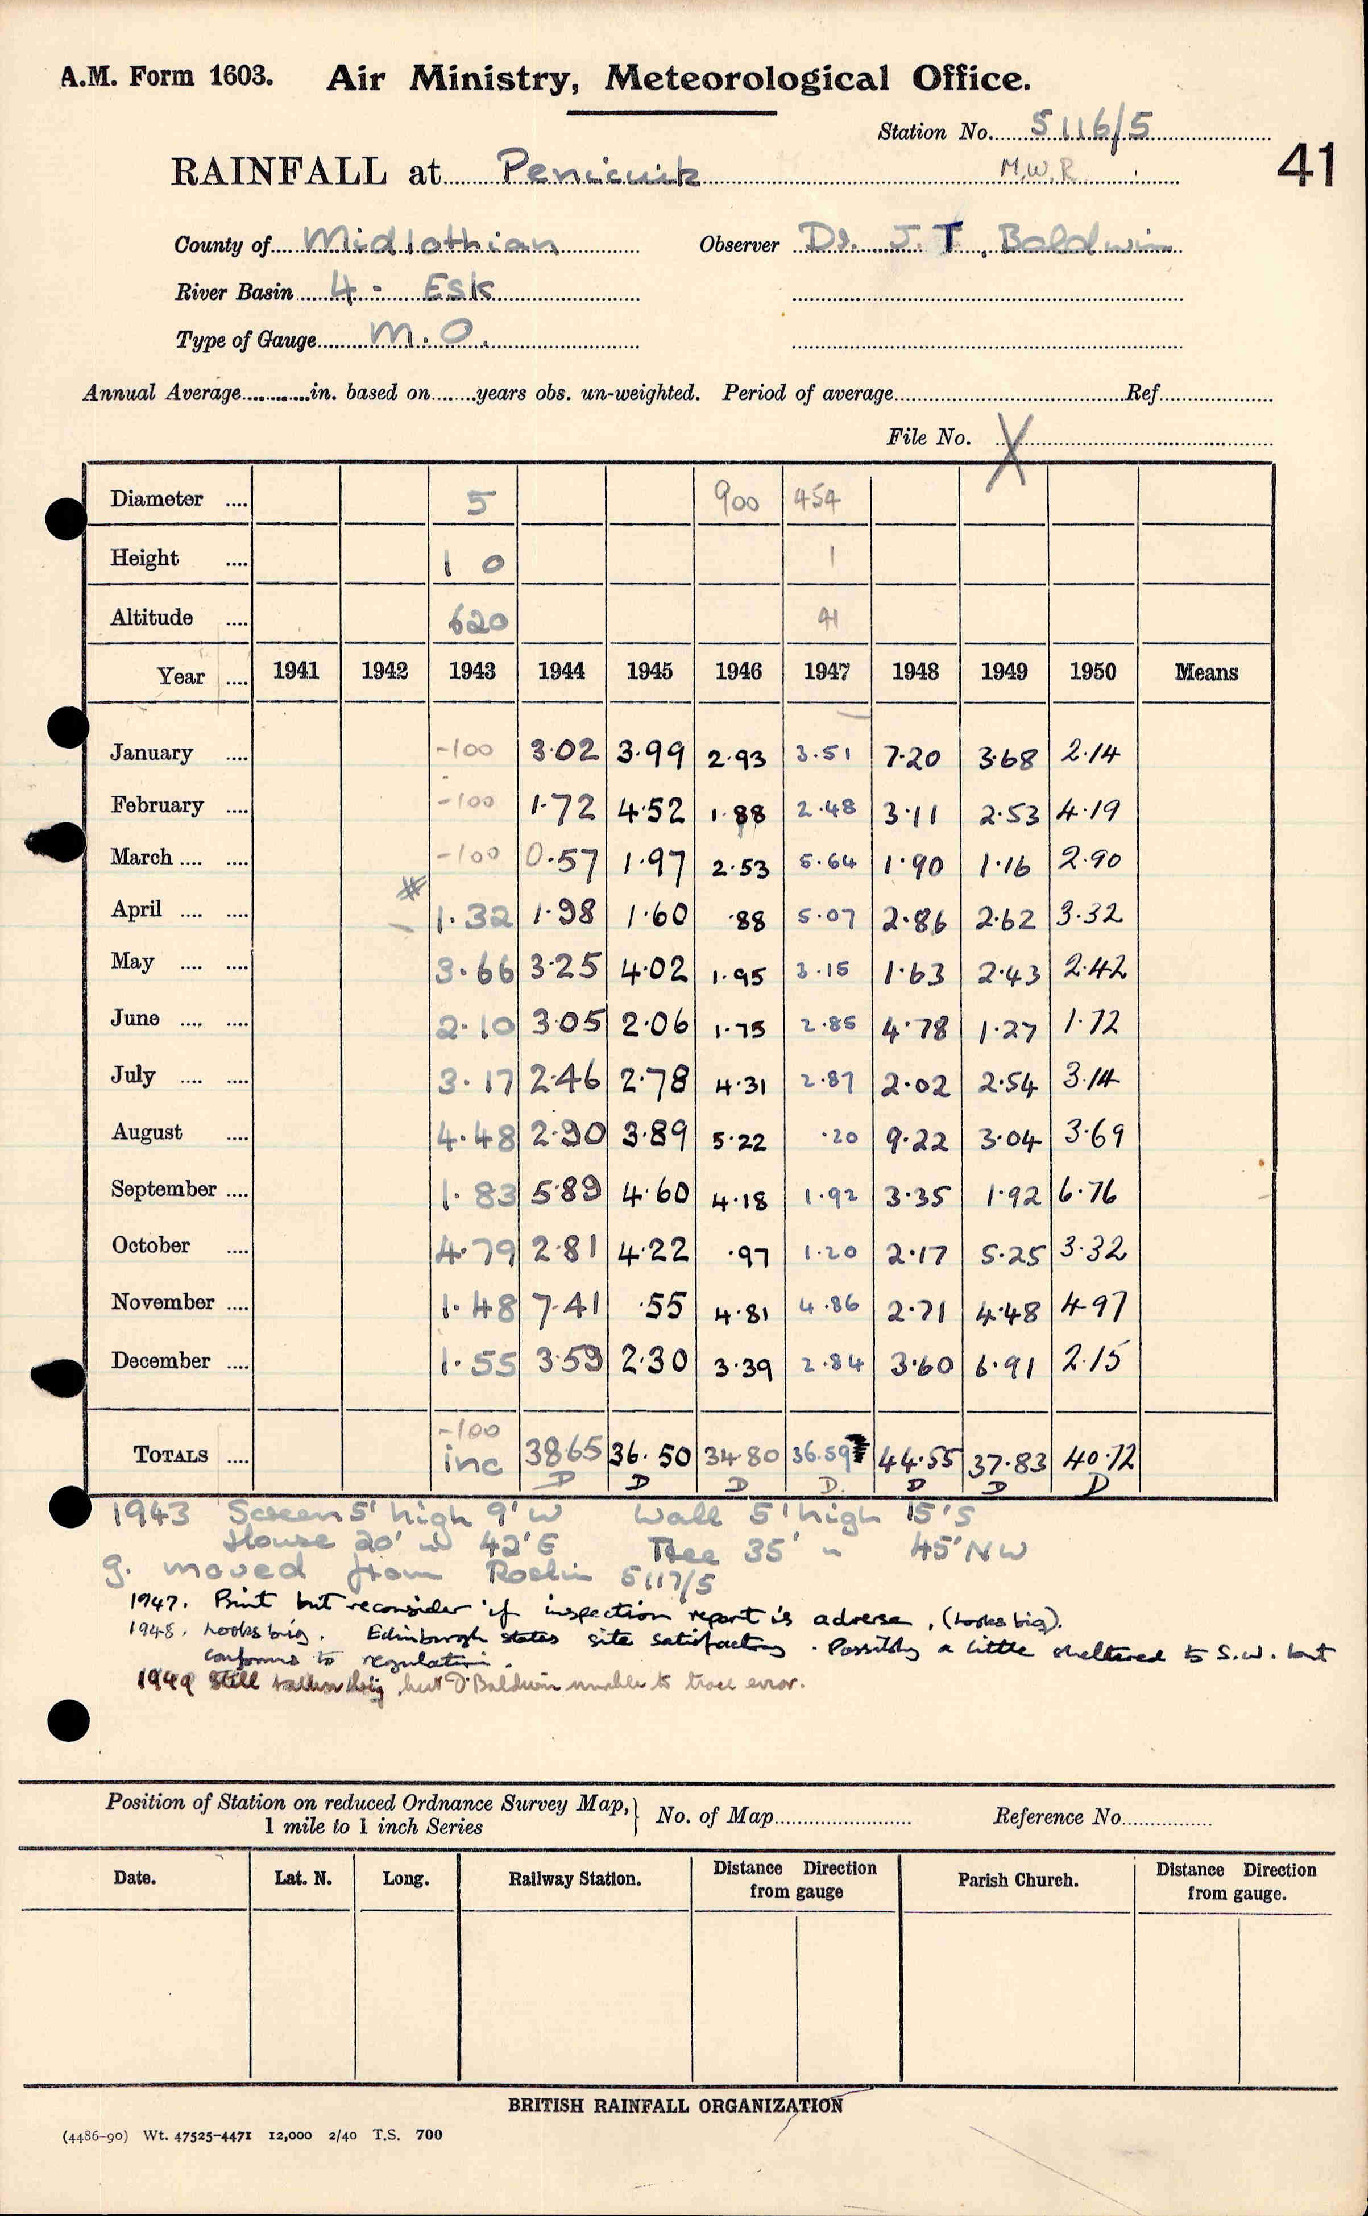 A.M. Form 1603. Air Ministry, Meteorological Office.
Station No. 5116/5
41
RAINFALL at Penicuik M.W.R.
County of Midlothian Observer Dr. J. T. Baldwin
River Basin 4 - Esk
Type of Gauge M.O.
Annual Average in. based on years obs. un-weighted. Period of average Ref
File No. X
Diameter .... 5 900 454
Height .... 1 0 1
Altitude .... 620 41
Year .... 1941 1942 1943 1944 1945 1946 1947 1948 1949 1950 Means
January .... -100 3·02 3·99 2·93 3·51 7·20 3·68 2·14
February .... -100 1·72 4·52 1·88 2·48 3·11 2·53 4·19
March .... .... -100 0·57 1·97 2·53 5·64 1·90 1·16 2·90
April .... .... 1·32 1·98 1·60 ·88 5·07 2·86 2·62 3·32
May .... .... 3·66 3·25 4·02 1·95 3·15 1·63 2·43 2·42
June .... .... 2·10 3·05 2·06 1·75 2·85 4·78 1·27 1·72
July .... .... 3·17 2·46 2·78 4·31 2·87 2·02 2·54 3·14
August .... 4·48 2·90 3·89 5·22 ·20 9·22 3·04 3·69
September .... 1·83 5·89 4·60 4·18 1·92 3·35 1·92 6·76
October .... 4·79 2·81 4·22 ·97 1·20 2·17 5·25 3·32
November .... 1·48 7·41 ·55 4·81 4·86 2·71 4·48 4·97
December .... 1·55 3·59 2·30 3·39 2·84 3·60 6·91 2·15
-100
TOTALS .... inc 38·65 36·50 34·80 36·59 44·55 37·83 40·72
D D D D. D D D
1943 Screen 5' high 9' W Wall 5' high 15' S
House 20' " 42' E Tree 35' " 45' NW
g. moved from Roslin 5117/5
1947. Print but reconsider if inspection report is adverse. (looks big).
1948. Looks big. Edinburgh states site satisfactory. Possibly a little sheltered to S.W. but
conforms to regulation.
1949 Still rather big, but Dr Baldwin unable to trace error.
Position of Station on reduced Ordnance Survey Map, 1 mile to 1 inch Series No. of Map Reference No.
Date. Lat. N. Long. Railway Station. Distance Direction from gauge Parish Church. Distance Direction from gauge.
BRITISH RAINFALL ORGANIZATION
(4486-90) Wt. 47525-4471 12,000 2/40 T.S. 700